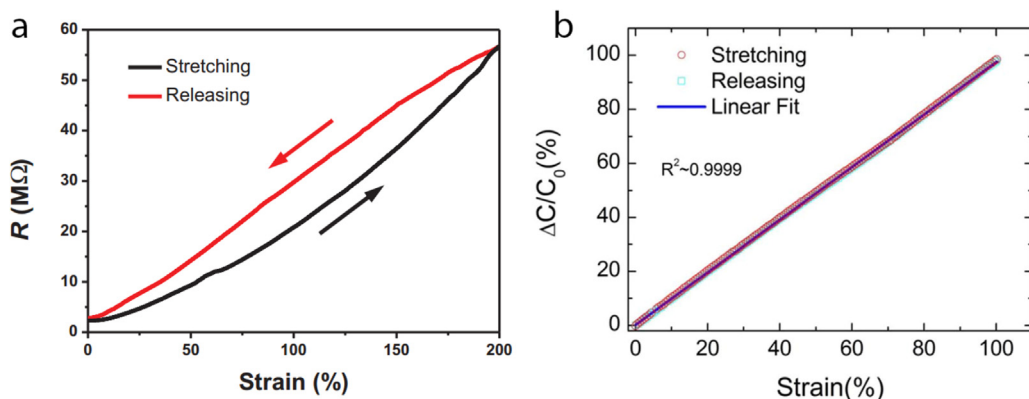 a
60
50
40
30
20
10
0
R (MΩ)
Stretching
Releasing
0 50 100 150 200
Strain (%)
b
100
80
60
40
20
0
ΔC/C₀(%)
Stretching
Releasing
Linear Fit
R²~0.9999
0 20 40 60 80 100
Strain(%)